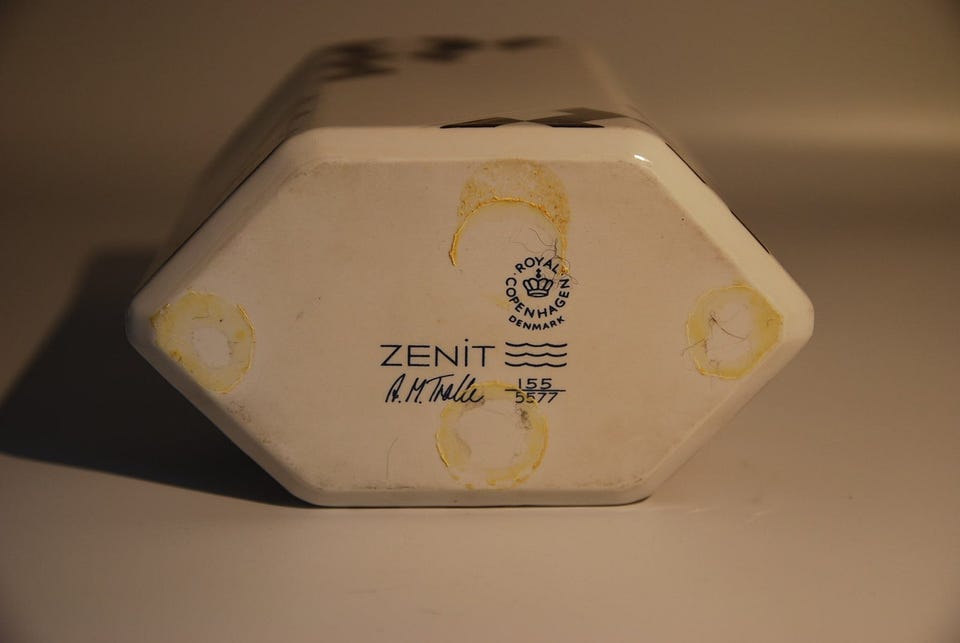 ROYAL
COPENHAGEN
DENMARK
ZENiT
A.M. Trolle
155
5577